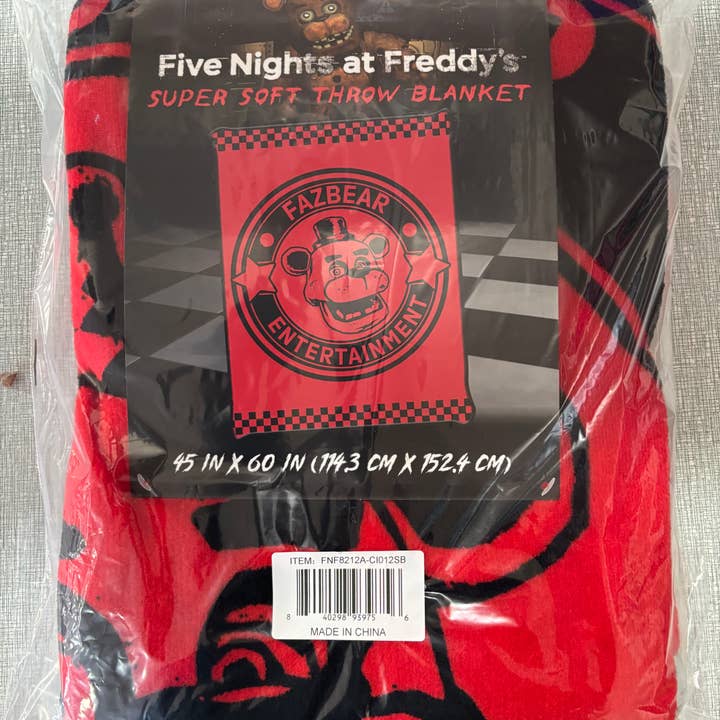 Five Nights at Freddy's
SUPER SOFT THROW BLANKET
FAZBEAR
ENTERTAINMENT
45 IN X 60 IN (114.3 CM X 152.4 CM)
ITEM: FNF8212A-CI012SB
8 40298 93975 6
MADE IN CHINA